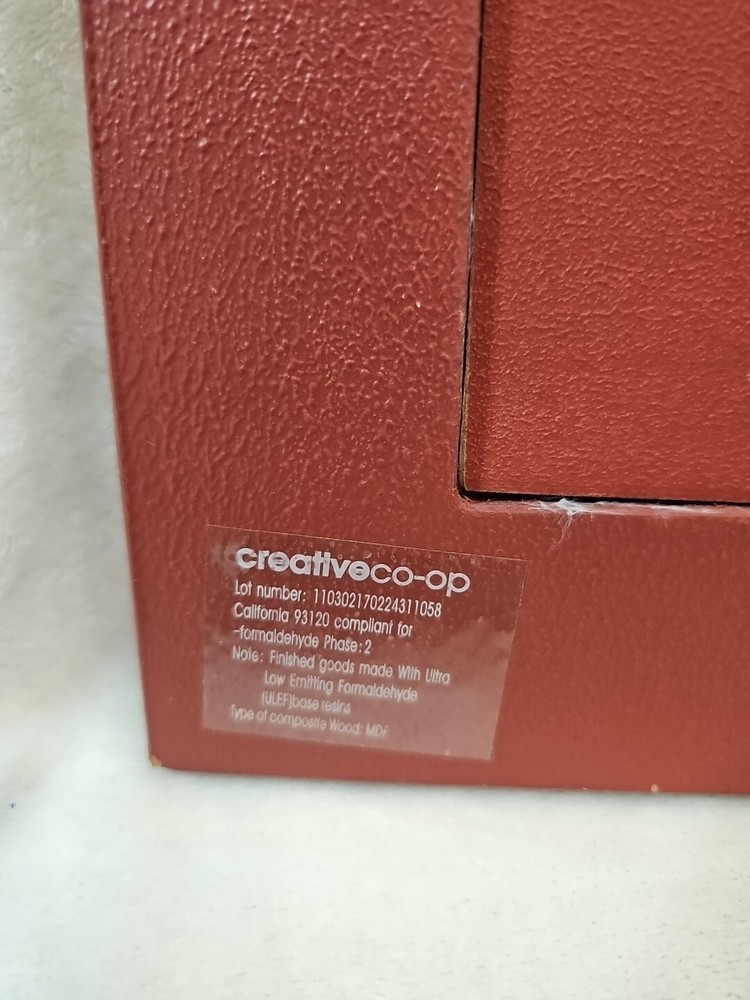 creativeco-op
Lot number: 110302170224311058
California 93120 compliant for
-formaldehyde Phase:2
Note: Finished goods made With Ultra
Low Emitting Formaldehyde
(ULEF)base resins
Type of composite Wood: MDF